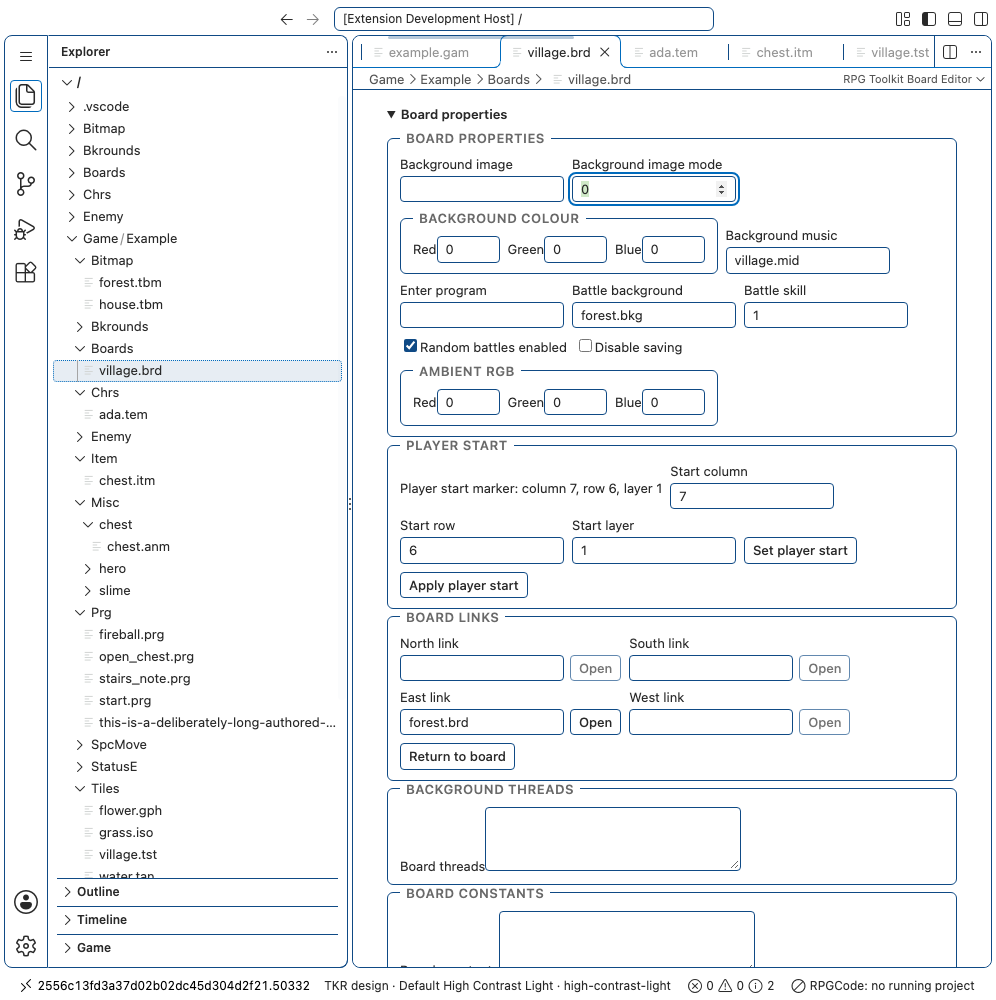 [Extension Development Host] /
Explorer
/
.vscode
Bitmap
Bkrounds
Boards
Chrs
Enemy
Game / Example
Bitmap
forest.tbm
house.tbm
Bkrounds
Boards
village.brd
Chrs
ada.tem
Enemy
Item
chest.itm
Misc
chest
chest.anm
hero
slime
Prg
fireball.prg
open_chest.prg
stairs_note.prg
start.prg
this-is-a-deliberately-long-authored-...
SpcMove
StatusE
Tiles
flower.gph
grass.iso
village.tst
water.tan
Outline
Timeline
Game
example.gam village.brd ada.tem chest.itm village.tst
Game > Example > Boards > village.brd RPG Toolkit Board Editor
Board properties
BOARD PROPERTIES
Background image Background image mode
0
BACKGROUND COLOUR
Red 0 Green 0 Blue 0
Background music
village.mid
Enter program Battle background Battle skill
forest.bkg 1
Random battles enabled Disable saving
AMBIENT RGB
Red 0 Green 0 Blue 0
PLAYER START
Player start marker: column 7, row 6, layer 1
Start column
7
Start row Start layer
6 1 Set player start
Apply player start
BOARD LINKS
North link South link
Open Open
East link West link
forest.brd Open Open
Return to board
BACKGROUND THREADS
Board threads
BOARD CONSTANTS
2556c13fd3a37d02b02dc45d304d2f21.50332 TKR design · Default High Contrast Light · high-contrast-light 0 0 2 RPGCode: no running project